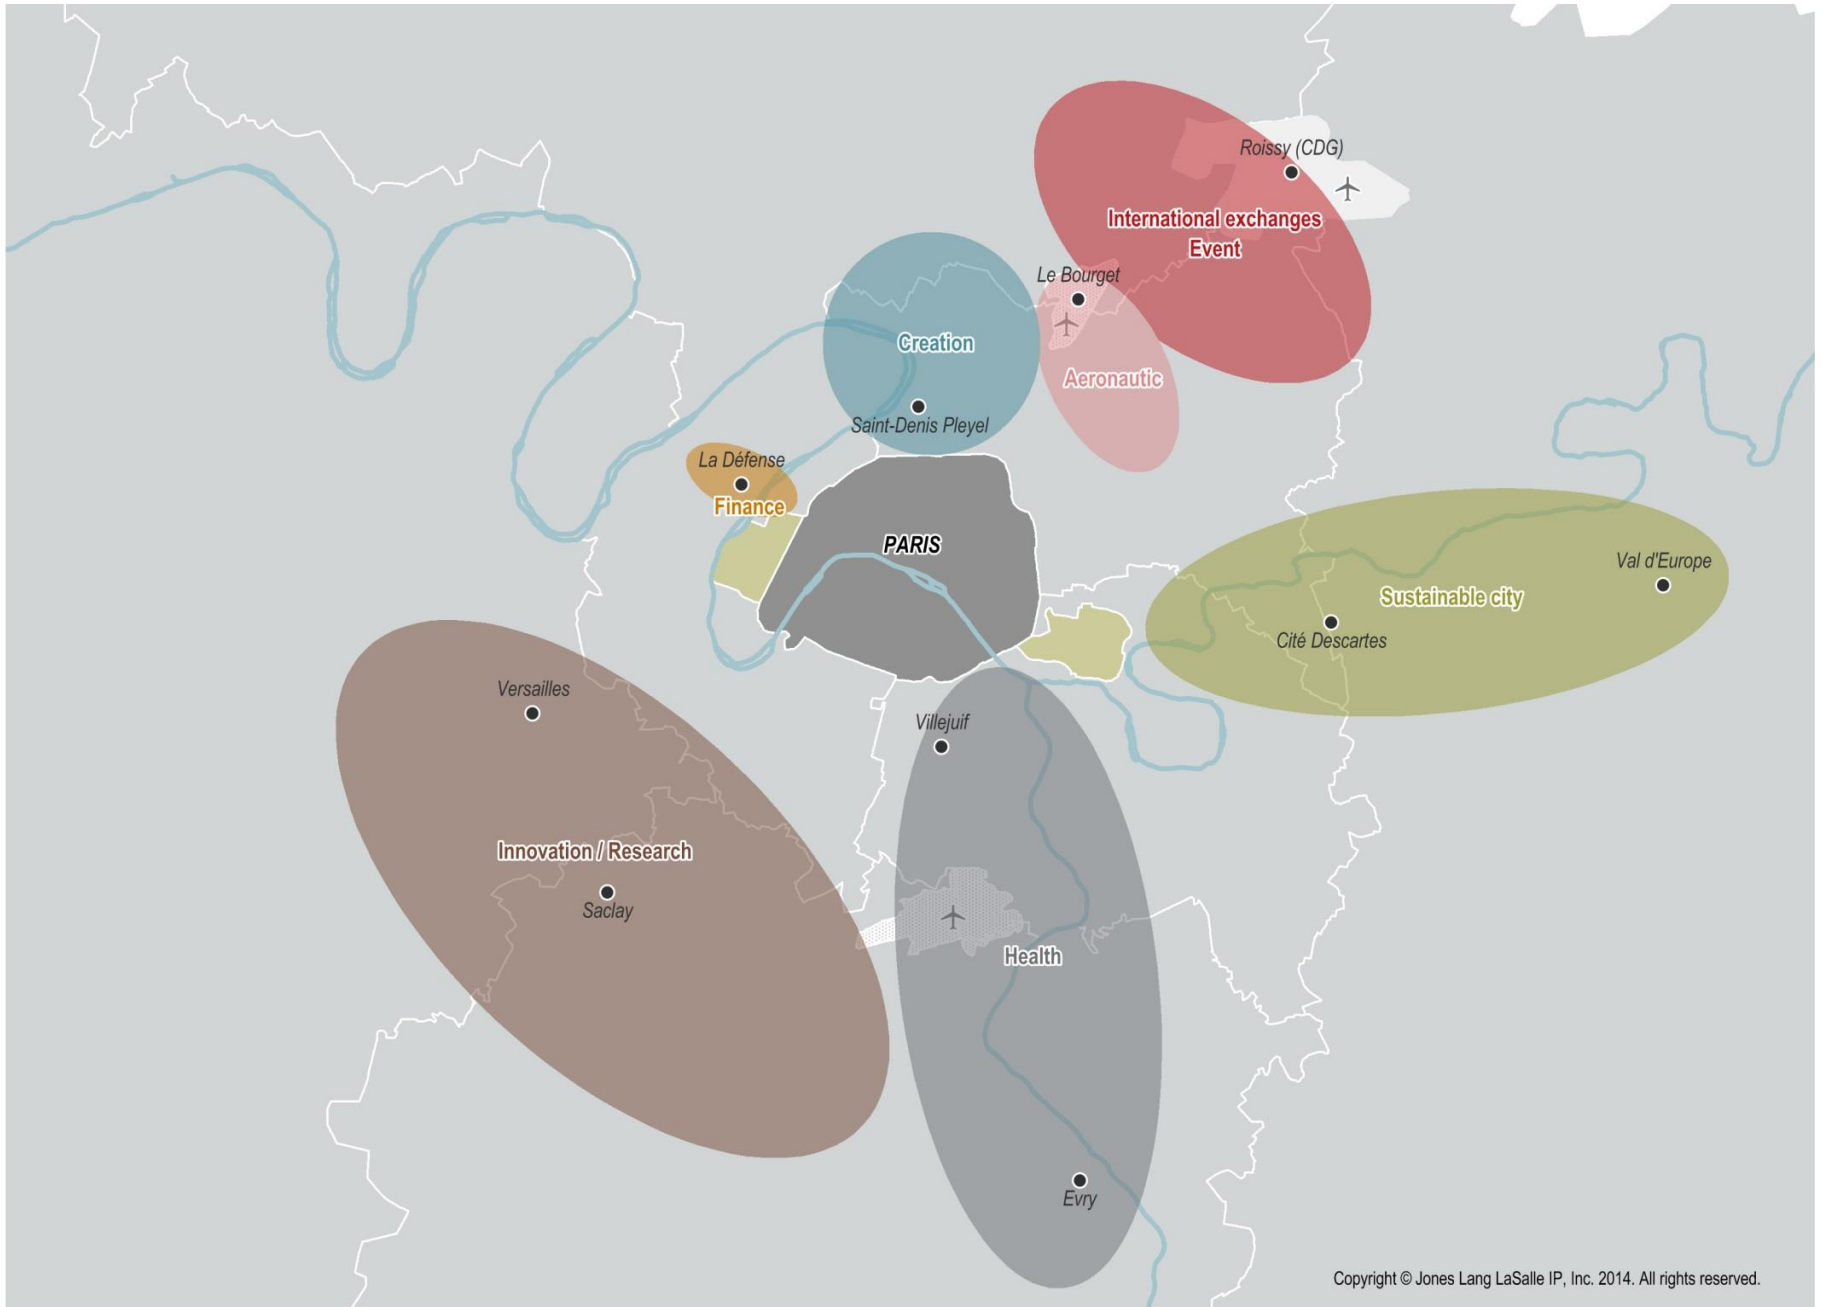 Roissy (CDG)
International exchanges
Event
Le Bourget
Creation
Aeronautic
Saint-Denis Pleyel
La Défense
Finance
PARIS
Val d'Europe
Sustainable city
Cité Descartes
Versailles
Villejuif
Innovation / Research
Saclay
Health
Evry
Copyright © Jones Lang LaSalle IP, Inc. 2014. All rights reserved.